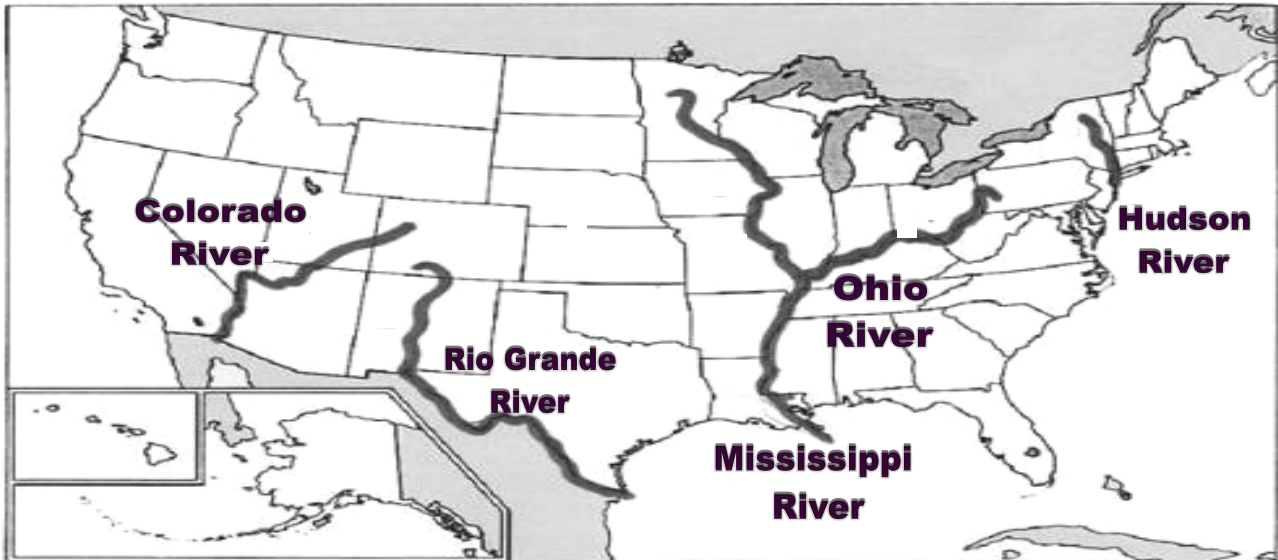 Colorado
River
Hudson
River
Ohio
River
Rio Grande
River
Mississippi
River